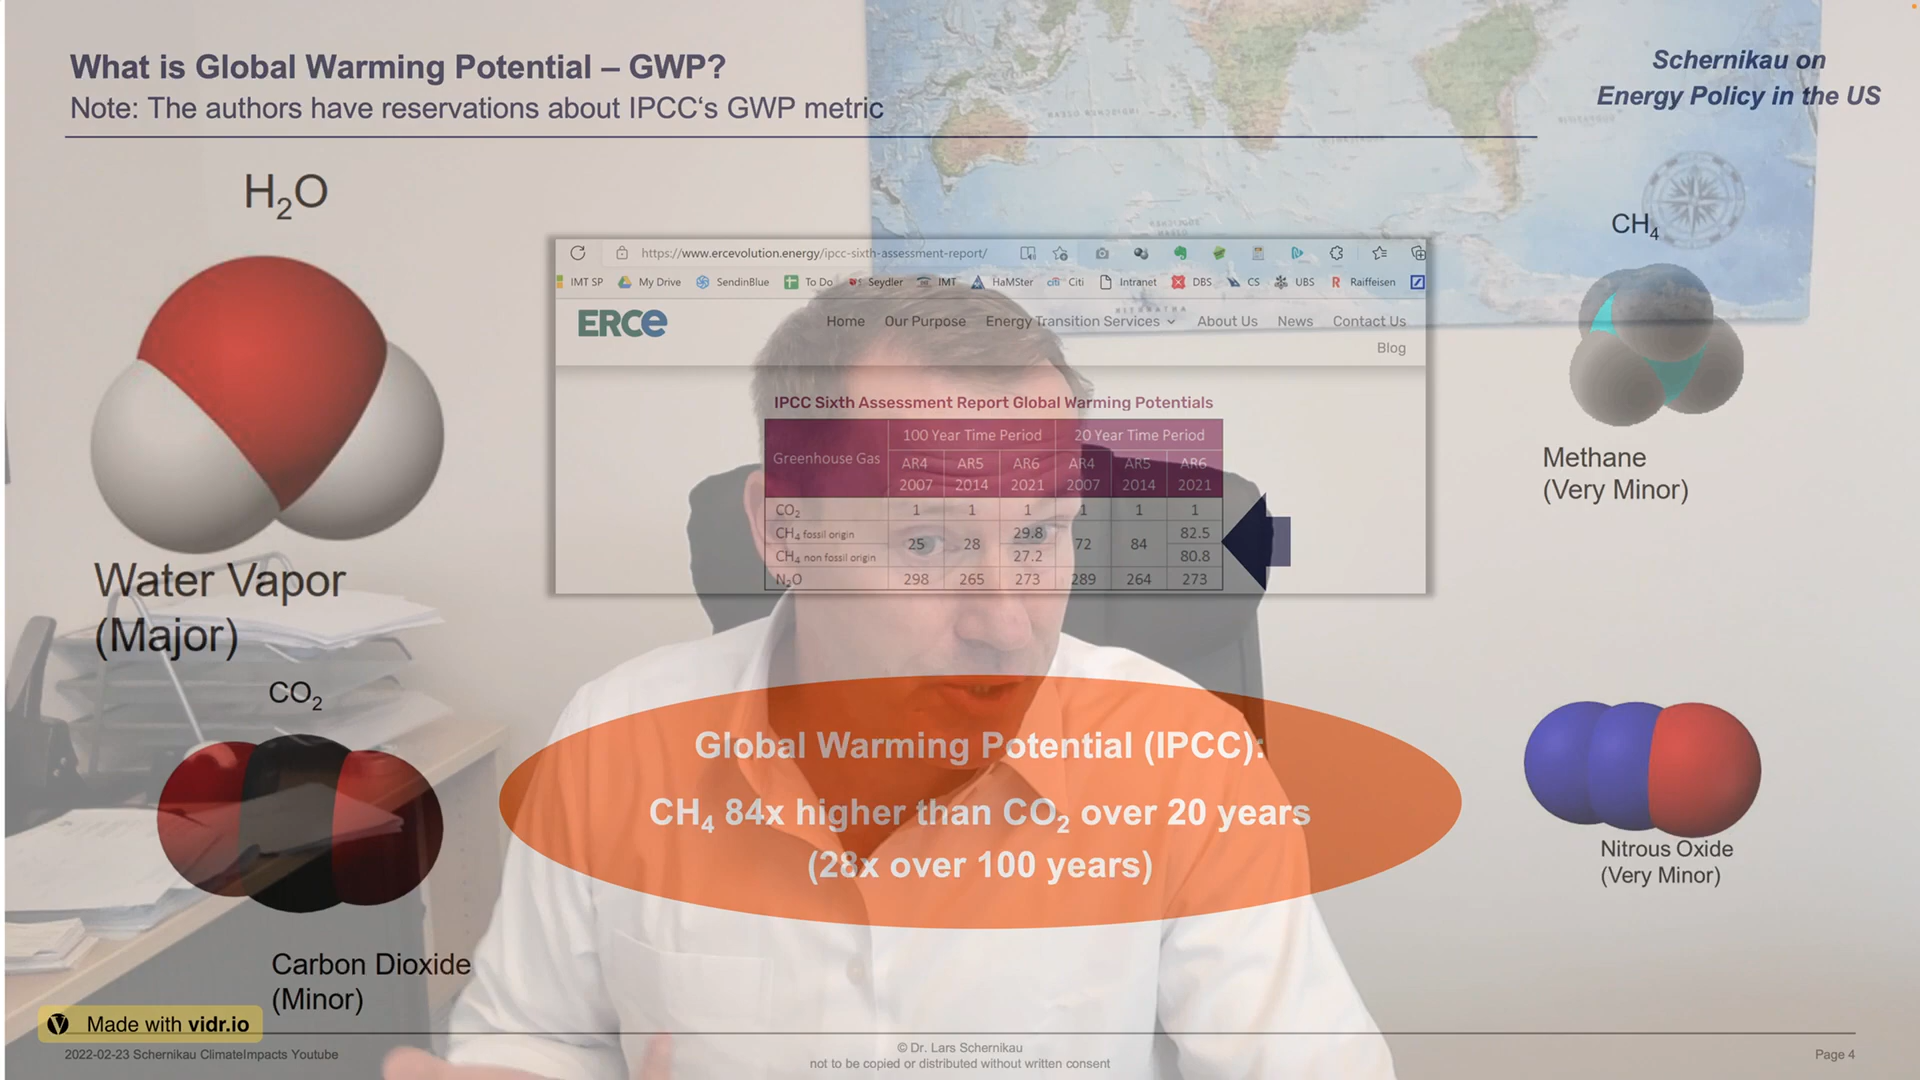 What is Global Warming Potential – GWP?
Note: The authors have reservations about IPCC‘s GWP metric
Schernikau on
Energy Policy in the US
H₂O
Water Vapor
(Major)
CO₂
Carbon Dioxide
(Minor)
https://www.ercevolution.energy/ipcc-sixth-assessment-report/
IMT SP My Drive SendinBlue To Do Seydler IMT HaMSter Citi Intranet DBS CS UBS Raiffeisen
ERCe
Home Our Purpose Energy Transition Services About Us News Contact Us
Blog
IPCC Sixth Assessment Report Global Warming Potentials
Greenhouse Gas 100 Year Time Period 20 Year Time Period
AR4 AR5 AR6 AR4 AR5 AR6
2007 2014 2021 2007 2014 2021
CO₂ 1 1 1 1 1 1
CH₄ fossil origin 25 28 29.8 72 84 82.5
CH₄ non fossil origin 27.2 80.8
N₂O 298 265 273 289 264 273
Global Warming Potential (IPCC):
CH₄ 84x higher than CO₂ over 20 years
(28x over 100 years)
CH₄
Methane
(Very Minor)
Nitrous Oxide
(Very Minor)
Made with vidr.io
2022-02-23 Schernikau ClimateImpacts Youtube
© Dr. Lars Schernikau
not to be copied or distributed without written consent
Page 4